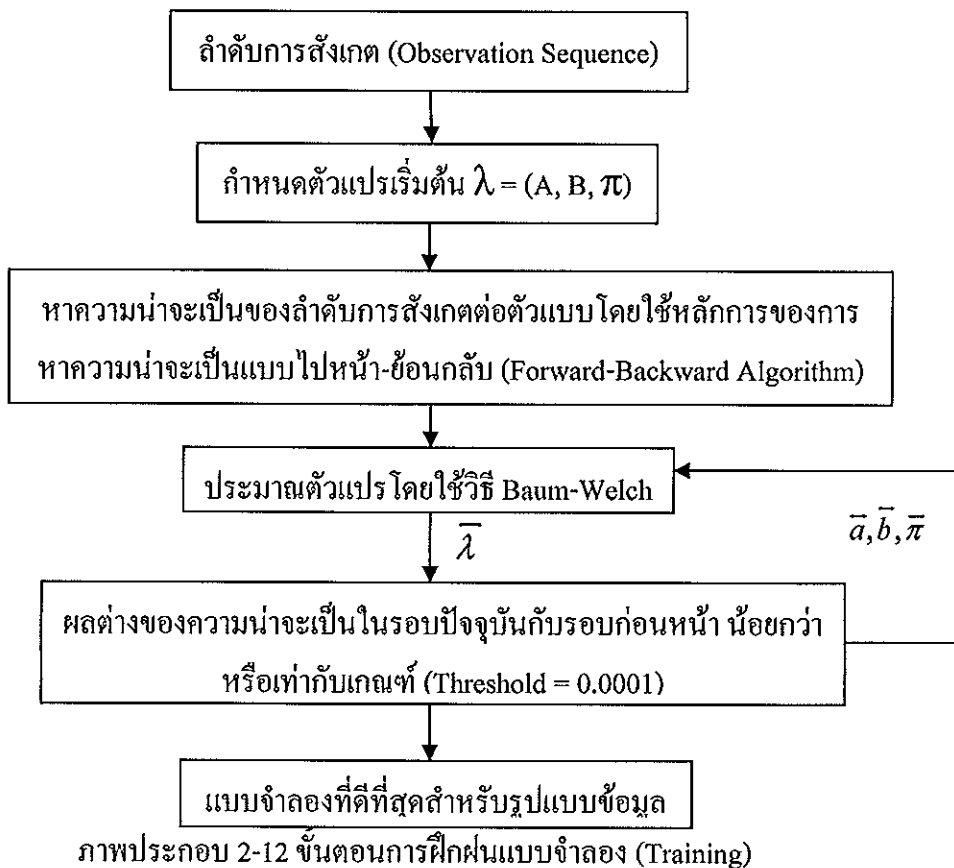 ลำดับการสังเกต (Observation Sequence)
กำหนดตัวแปรเริ่มต้น λ = (A, B, π)
หาความน่าจะเป็นของลำดับการสังเกตต่อตัวแบบโดยใช้หลักการของการ
หาความน่าจะเป็นแบบไปหน้า-ย้อนกลับ (Forward-Backward Algorithm)
ประมาณตัวแปรโดยใช้วิธี Baum-Welch
λ̅
a̅, b̅, π̅
ผลต่างของความน่าจะเป็นในรอบปัจจุบันกับรอบก่อนหน้า น้อยกว่า
หรือเท่ากับเกณฑ์ (Threshold = 0.0001)
แบบจำลองที่ดีที่สุดสำหรับรูปแบบข้อมูล
ภาพประกอบ 2-12 ขั้นตอนการฝึกฝนแบบจำลอง (Training)